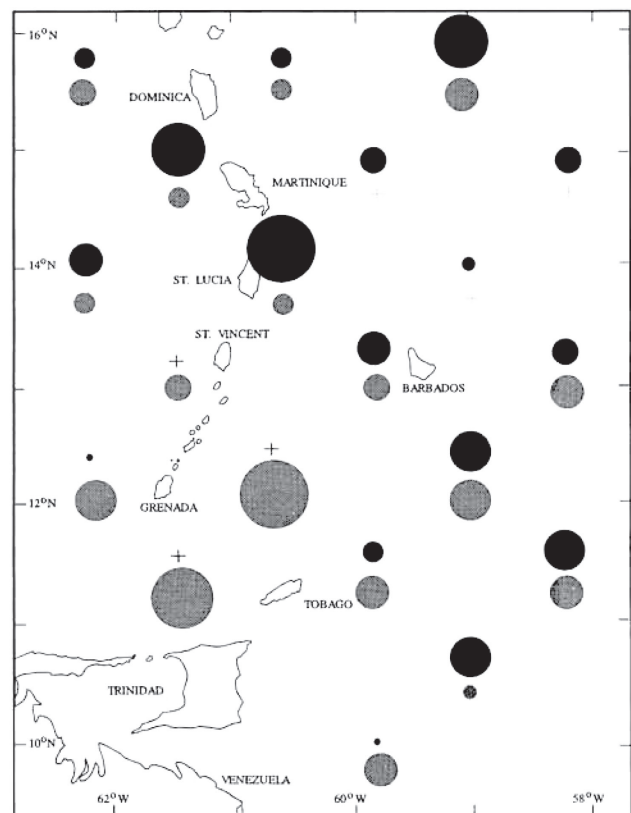 16°N
DOMINICA
MARTINIQUE
14°N
ST. LUCIA
ST. VINCENT
BARBADOS
12°N
GRENADA
TOBAGO
TRINIDAD
10°N
VENEZUELA
62°W
60°W
58°W